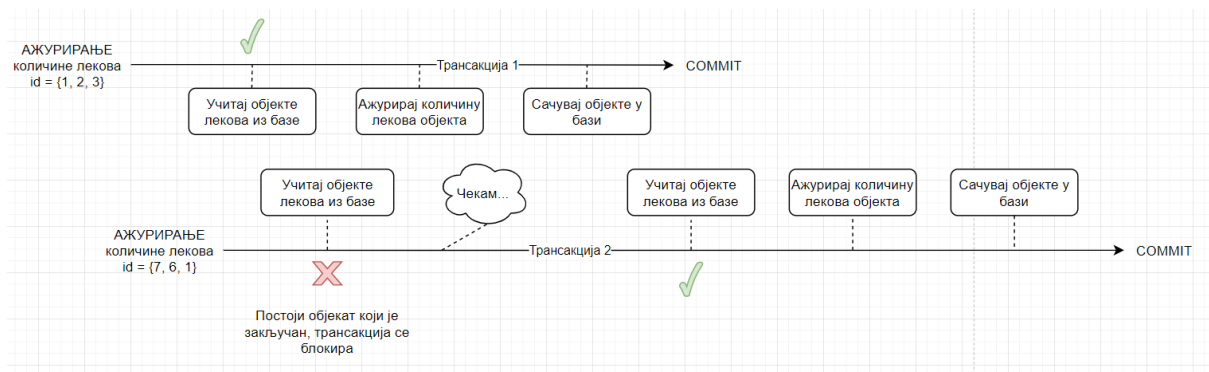 АЖУРИРАЊЕ
количине лекова
id = {1, 2, 3}
Трансакција 1
COMMIT
Учитај објекте
лекова из базе
Ажурирај количину
лекова објекта
Сачувај објекте у
бази
Учитај објекте
лекова из базе
Чекам...
Учитај објекте
лекова из базе
Ажурирај количину
лекова објекта
Сачувај објекте у
бази
АЖУРИРАЊЕ
количине лекова
id = {7, 6, 1}
Трансакција 2
COMMIT
Постоји објекат који је
закључан, трансакција се
блокира